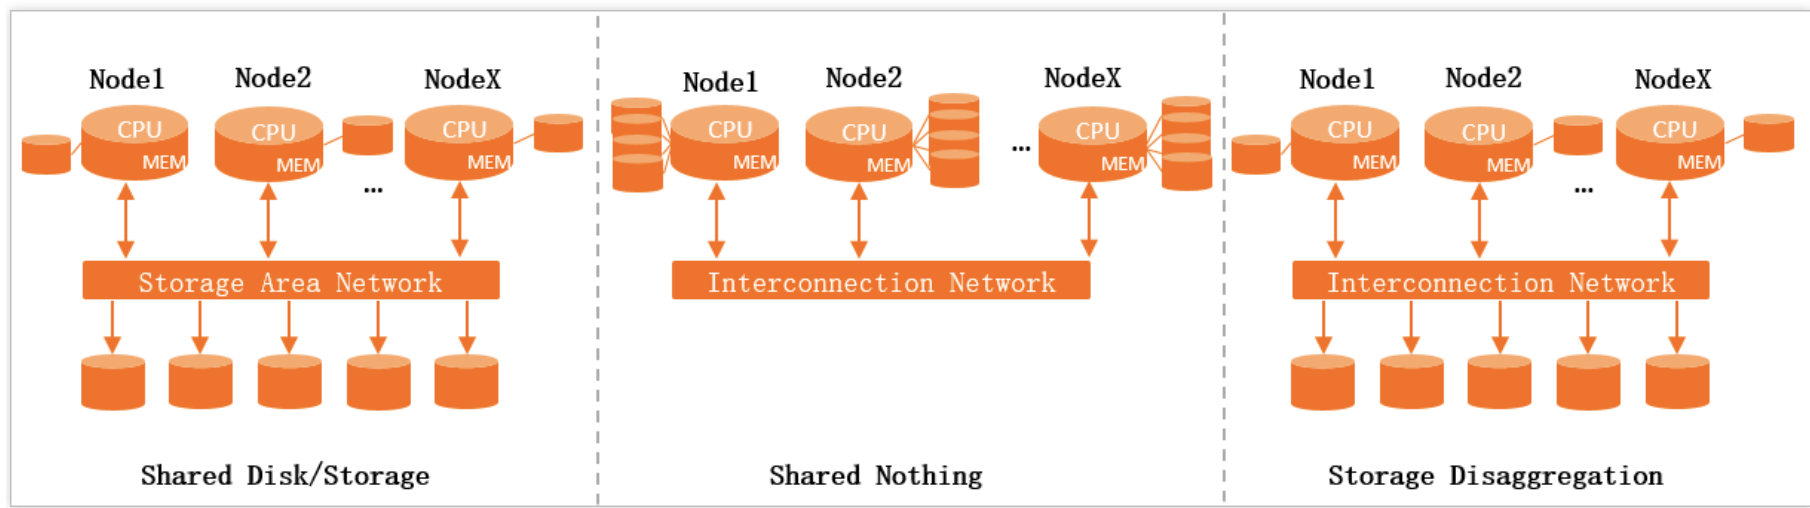 Node1
Node2
NodeX
CPU
MEM
CPU
MEM
...
CPU
MEM
Storage Area Network
Shared Disk/Storage
Node1
Node2
NodeX
CPU
MEM
CPU
MEM
...
CPU
MEM
Interconnection Network
Shared Nothing
Node1
Node2
NodeX
CPU
MEM
CPU
MEM
...
CPU
MEM
Interconnection Network
Storage Disaggregation